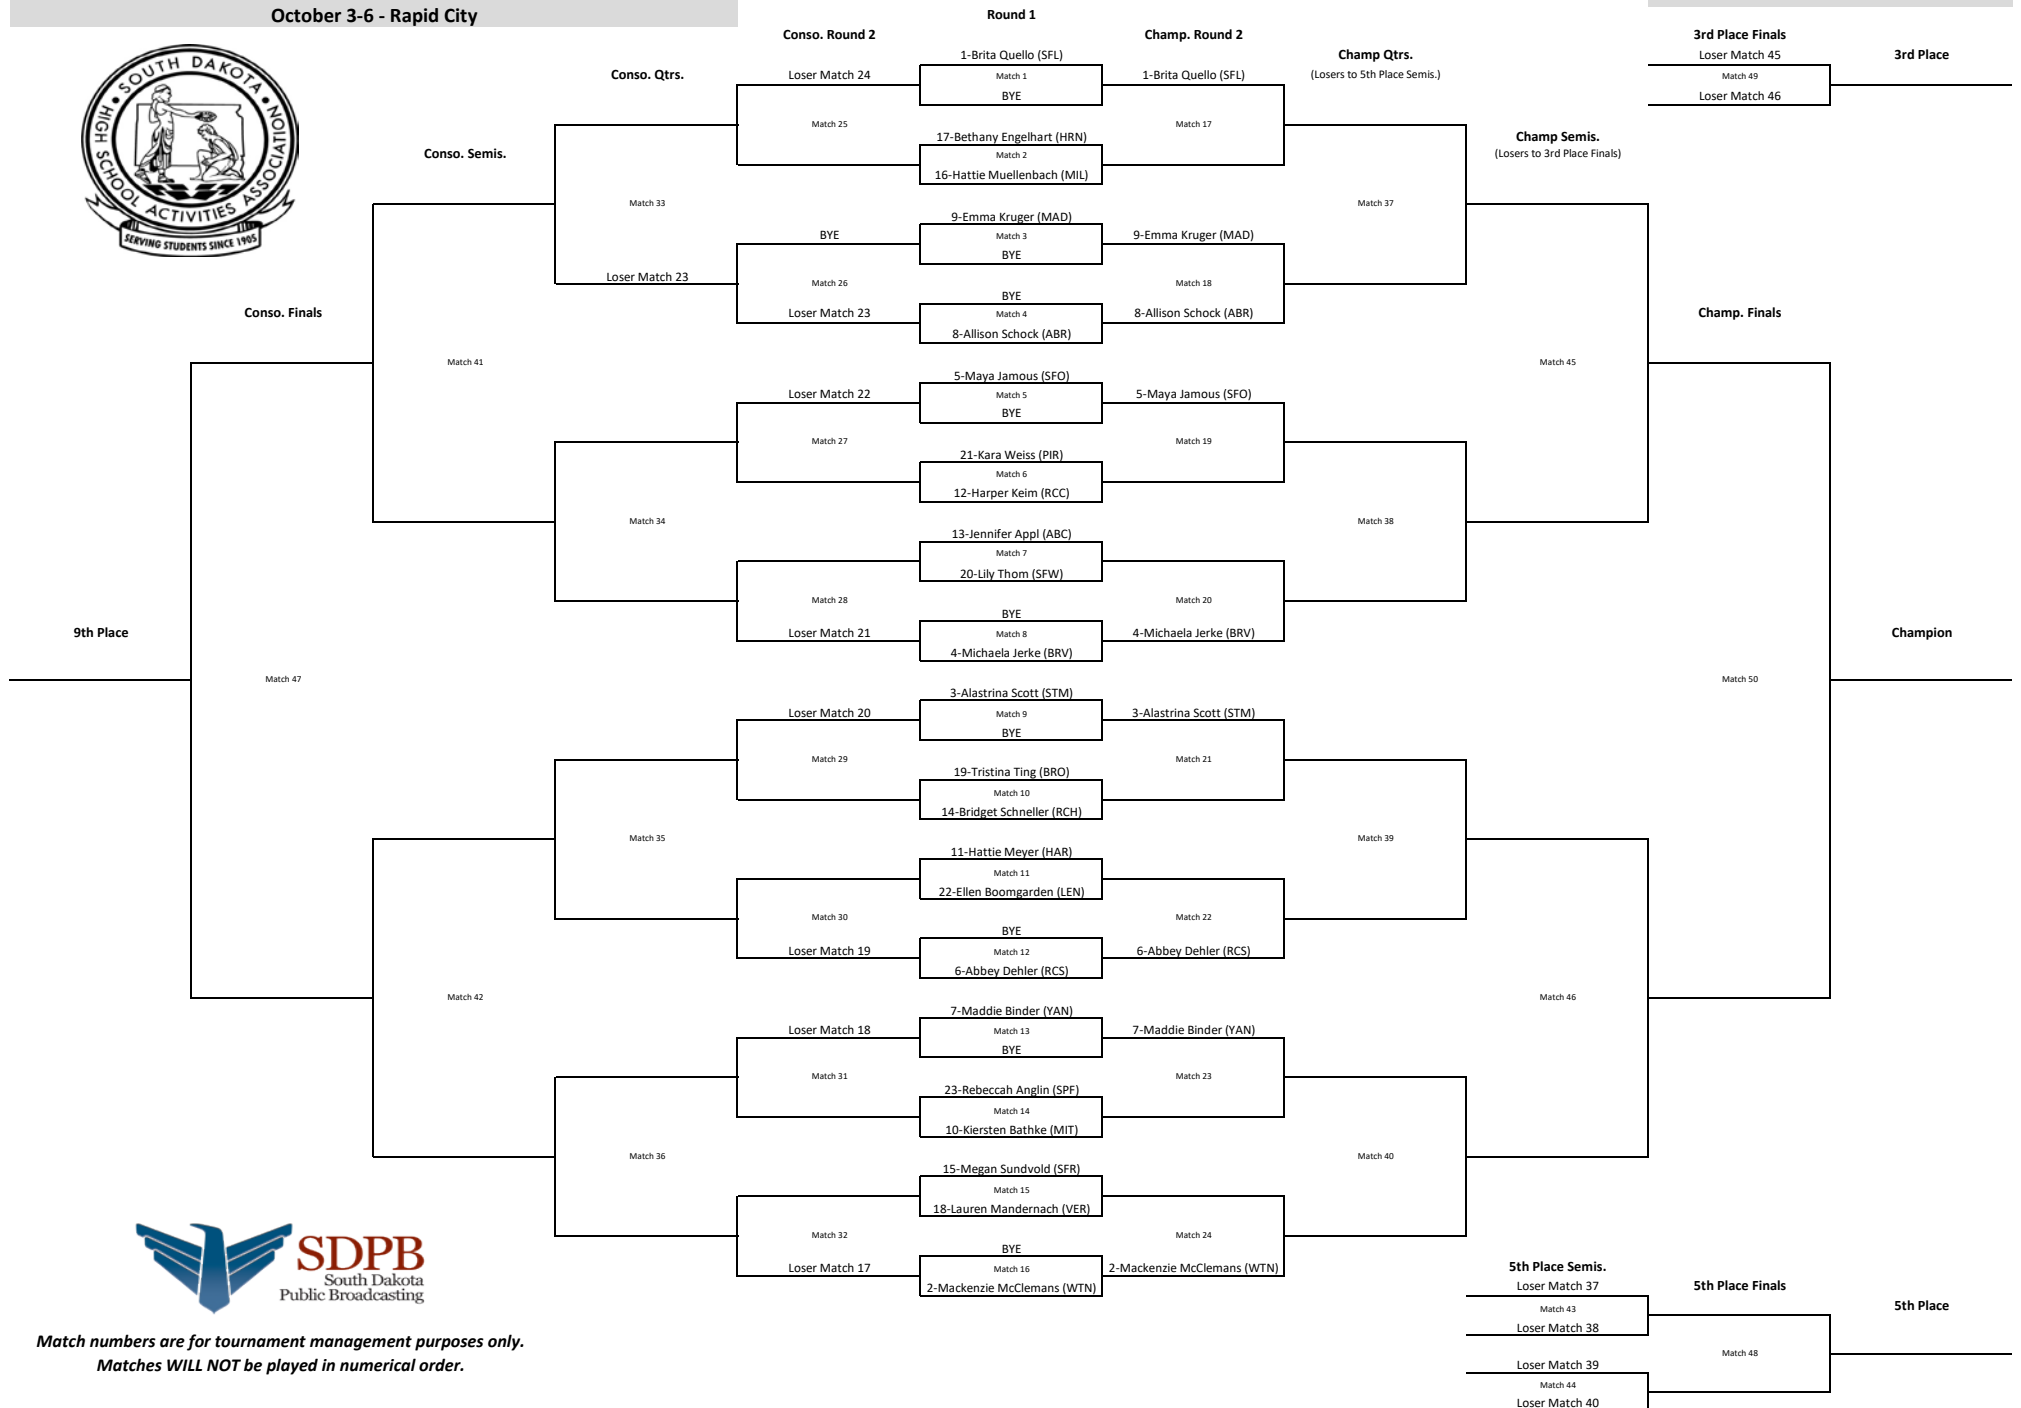 October 3-6 - Rapid City
SOUTH DAKOTA
HIGH SCHOOL ACTIVITIES ASSOCIATION
SERVING STUDENTS SINCE 1905
Conso. Finals
9th Place
Match 47
Conso. Semis.
Match 41
Match 42
Conso. Qtrs.
Match 33
Loser Match 23
Match 34
Match 35
Match 36
Conso. Round 2
Loser Match 24
Match 25
BYE
Match 26
Loser Match 23
Loser Match 22
Match 27
Match 28
Loser Match 21
Loser Match 20
Match 29
Match 30
Loser Match 19
Loser Match 18
Match 31
Match 32
Loser Match 17
Round 1
1-Brita Quello (SFL)
Match 1
BYE
17-Bethany Engelhart (HRN)
Match 2
16-Hattie Muellenbach (MIL)
9-Emma Kruger (MAD)
Match 3
BYE
BYE
Match 4
8-Allison Schock (ABR)
5-Maya Jamous (SFO)
Match 5
BYE
21-Kara Weiss (PIR)
Match 6
12-Harper Keim (RCC)
13-Jennifer Appl (ABC)
Match 7
20-Lily Thom (SFW)
BYE
Match 8
4-Michaela Jerke (BRV)
3-Alastrina Scott (STM)
Match 9
BYE
19-Tristina Ting (BRO)
Match 10
14-Bridget Schneller (RCH)
11-Hattie Meyer (HAR)
Match 11
22-Ellen Boomgarden (LEN)
BYE
Match 12
6-Abbey Dehler (RCS)
7-Maddie Binder (YAN)
Match 13
BYE
23-Rebeccah Anglin (SPF)
Match 14
10-Kiersten Bathke (MIT)
15-Megan Sundvold (SFR)
Match 15
18-Lauren Mandernach (VER)
BYE
Match 16
2-Mackenzie McClemans (WTN)
Champ. Round 2
1-Brita Quello (SFL)
Match 17
9-Emma Kruger (MAD)
Match 18
8-Allison Schock (ABR)
5-Maya Jamous (SFO)
Match 19
Match 20
4-Michaela Jerke (BRV)
3-Alastrina Scott (STM)
Match 21
Match 22
6-Abbey Dehler (RCS)
7-Maddie Binder (YAN)
Match 23
Match 24
2-Mackenzie McClemans (WTN)
Champ Qtrs.
(Losers to 5th Place Semis.)
Match 37
Match 38
Match 39
Match 40
Champ Semis.
(Losers to 3rd Place Finals)
Match 45
Match 46
3rd Place Finals
Loser Match 45
Match 49
Loser Match 46
3rd Place
Champ. Finals
Match 50
Champion
5th Place Semis.
Loser Match 37
Match 43
Loser Match 38
Loser Match 39
Match 44
Loser Match 40
5th Place Finals
Match 48
5th Place
SDPB
South Dakota
Public Broadcasting
Match numbers are for tournament management purposes only.
Matches WILL NOT be played in numerical order.